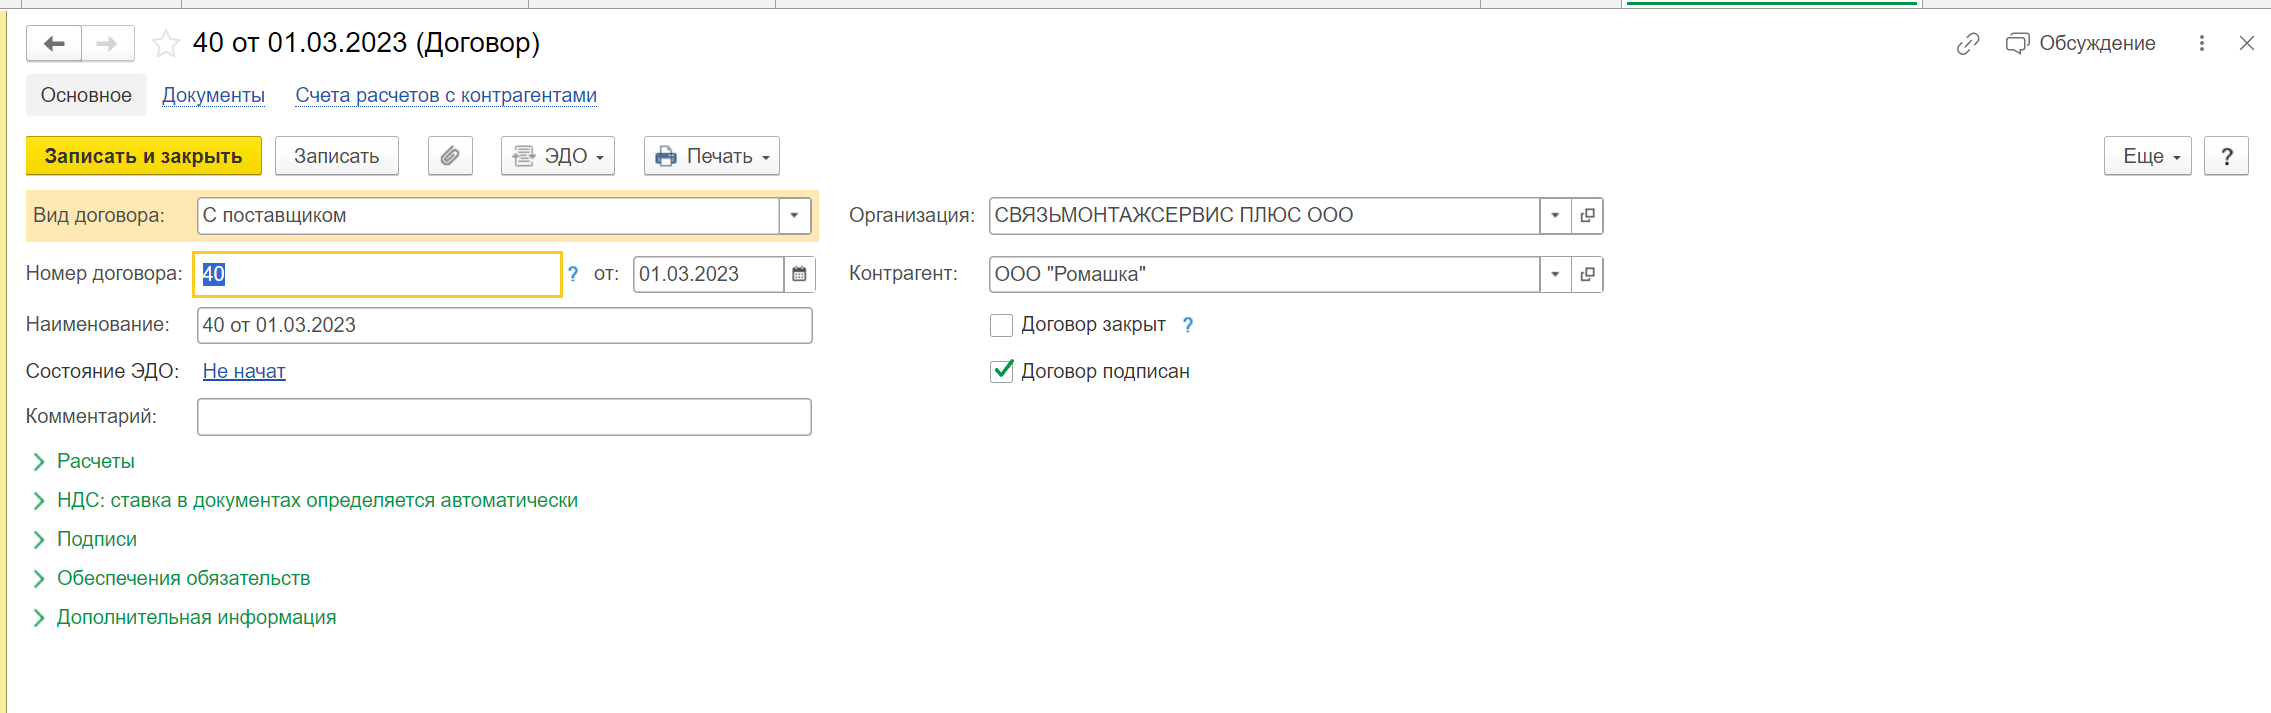 40 от 01.03.2023 (Договор)
Обсуждение
Основное Документы Счета расчетов с контрагентами
Записать и закрыть Записать ЭДО Печать Еще ?
Вид договора: С поставщиком Организация: СВЯЗЬМОНТАЖСЕРВИС ПЛЮС ООО
Номер договора: 40 ? от: 01.03.2023 Контрагент: ООО "Ромашка"
Наименование: 40 от 01.03.2023 Договор закрыт ?
Состояние ЭДО: Не начат Договор подписан
Комментарий:
Расчеты
НДС: ставка в документах определяется автоматически
Подписи
Обеспечения обязательств
Дополнительная информация